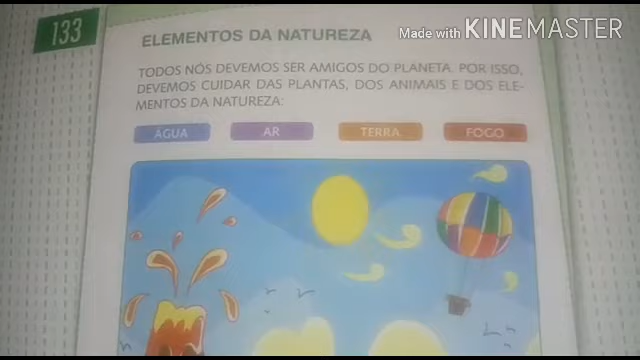 133
Made with KINEMASTER
ELEMENTOS DA NATUREZA
TODOS NÓS DEVEMOS SER AMIGOS DO PLANETA. POR ISSO,
DEVEMOS CUIDAR DAS PLANTAS, DOS ANIMAIS E DOS ELE-
MENTOS DA NATUREZA:
ÁGUA AR TERRA FOGO